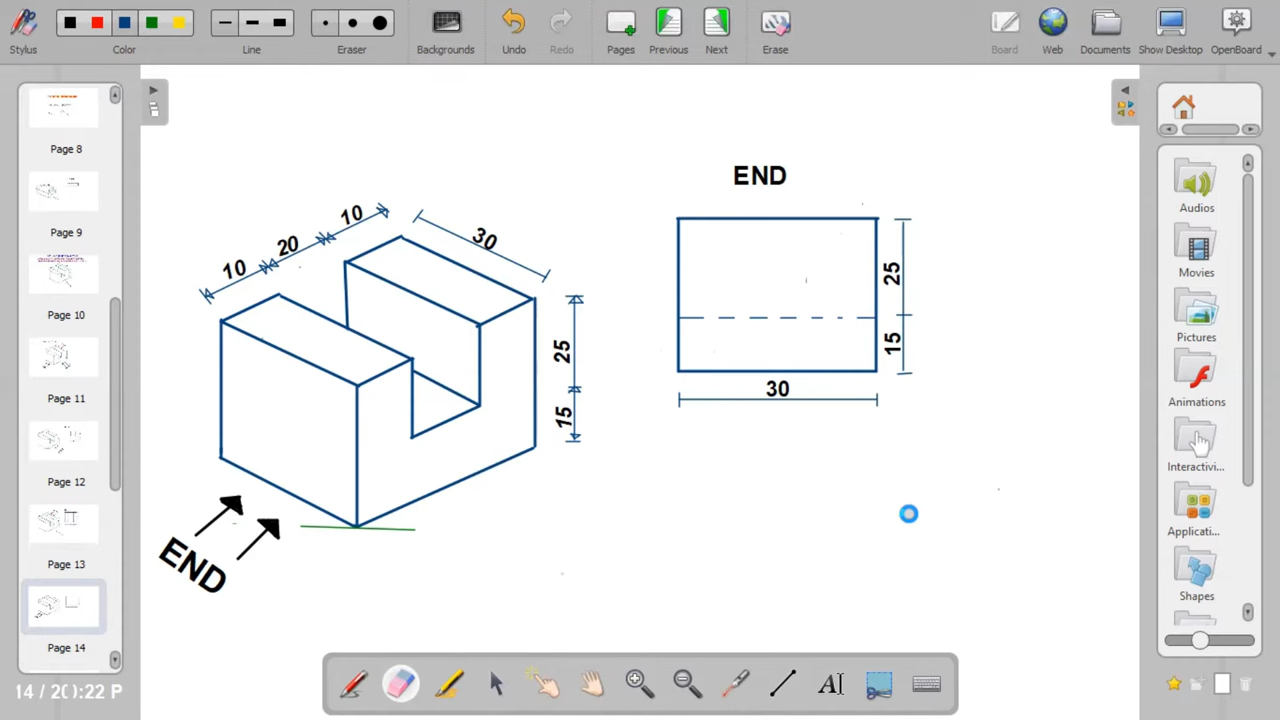 Stylus
Color
Line
Eraser
Backgrounds
Undo
Redo
Pages
Previous
Next
Erase
Board
Web
Documents
Show Desktop
OpenBoard
Page 8
Page 9
Page 10
Page 11
Page 12
Page 13
Page 14
END
10
20
10
30
25
15
END
25
15
30
Audios
Movies
Pictures
Animations
Interactivi...
Applicati...
Shapes
AI